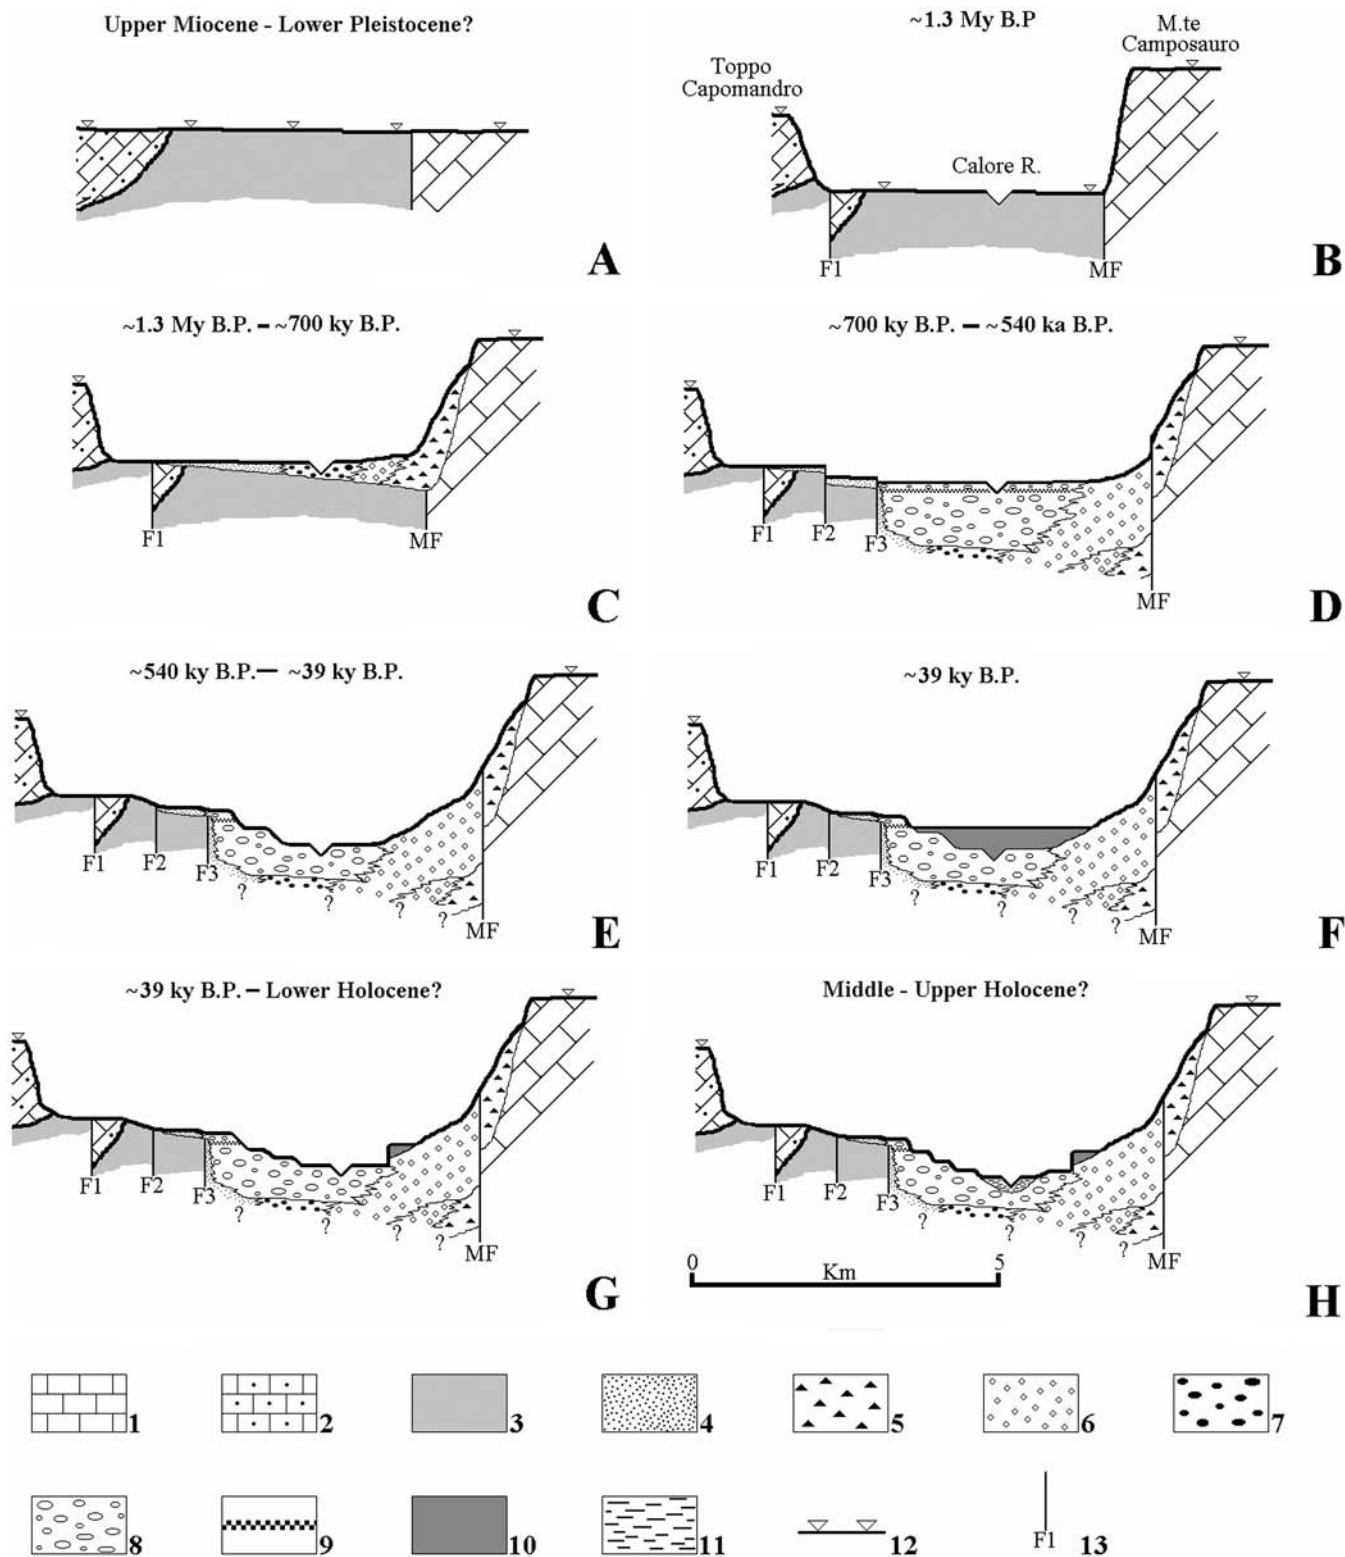 Upper Miocene - Lower Pleistocene?
A
~1.3 My B.P
M.te
Camposauro
Toppo
Capomandro
Calore R.
F1
MF
B
~1.3 My B.P. – ~700 ky B.P.
F1
MF
C
~700 ky B.P. – ~540 ka B.P.
F1
F2
F3
MF
D
~540 ky B.P.– ~39 ky B.P.
F1
F2
F3
?
?
?
?
MF
E
~39 ky B.P.
F1
F2
F3
?
?
?
?
MF
F
~39 ky B.P. – Lower Holocene?
F1
F2
F3
?
?
?
?
MF
G
Middle - Upper Holocene?
F1
F2
F3
?
?
?
?
MF
0 5
Km
H
1
2
3
4
5
6
7
8
9
10
11
12
F1 13